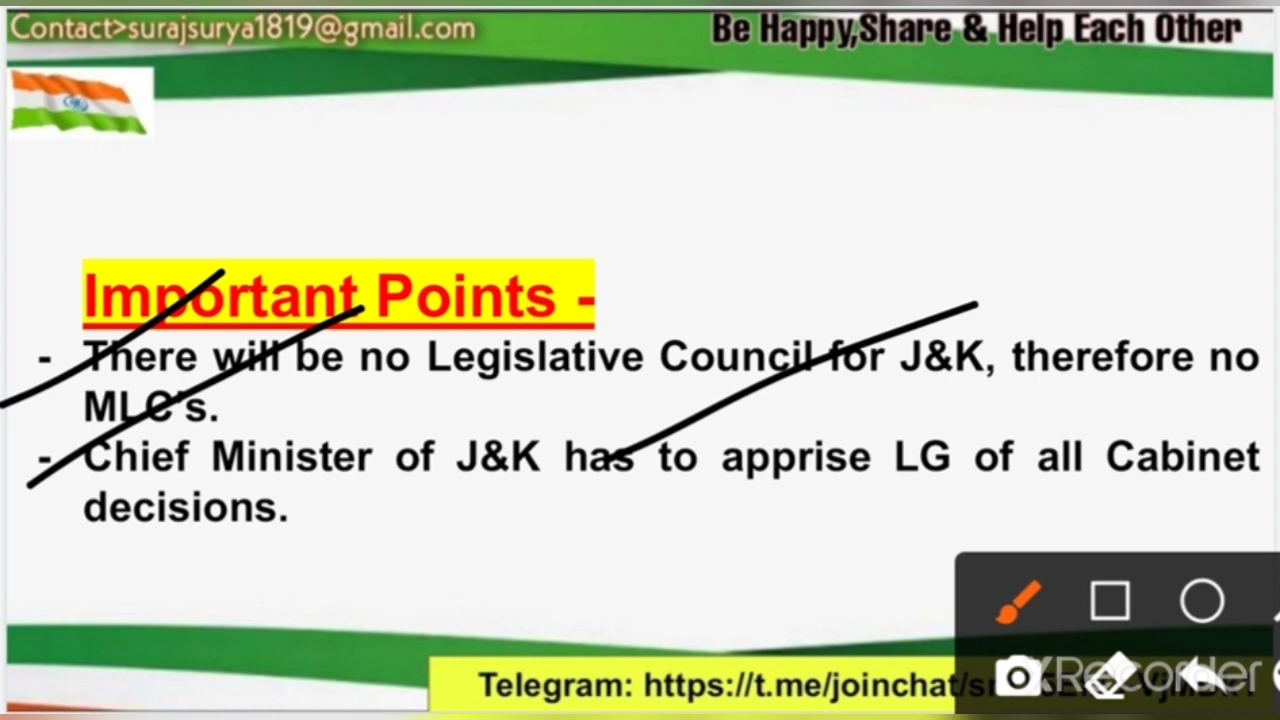 Contact>surajsurya1819@gmail.com
Be Happy,Share & Help Each Other
Important Points -
- There will be no Legislative Council for J&K, therefore no
MLC's.
- Chief Minister of J&K has to apprise LG of all Cabinet
decisions.
Telegram: https://t.me/joinchat/
XRecorder